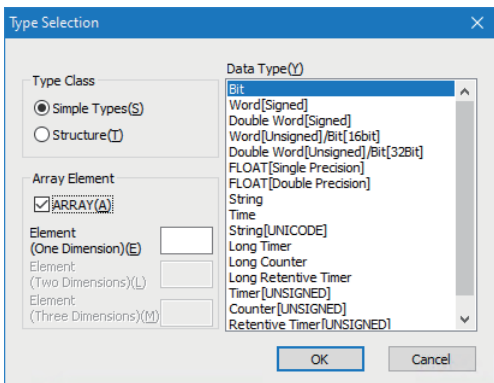 Type Selection
Type Class
Simple Types(S)
Structure(T)
Array Element
ARRAY(A)
Element
(One Dimension)(E)
Element
(Two Dimensions)(L)
Element
(Three Dimensions)(M)
Data Type(Y)
Bit
Word[Signed]
Double Word[Signed]
Word[Unsigned]/Bit[16bit]
Double Word[Unsigned]/Bit[32Bit]
FLOAT[Single Precision]
FLOAT[Double Precision]
String
Time
String[UNICODE]
Long Timer
Long Counter
Long Retentive Timer
Timer[UNSIGNED]
Counter[UNSIGNED]
Retentive Timer[UNSIGNED]
OK
Cancel